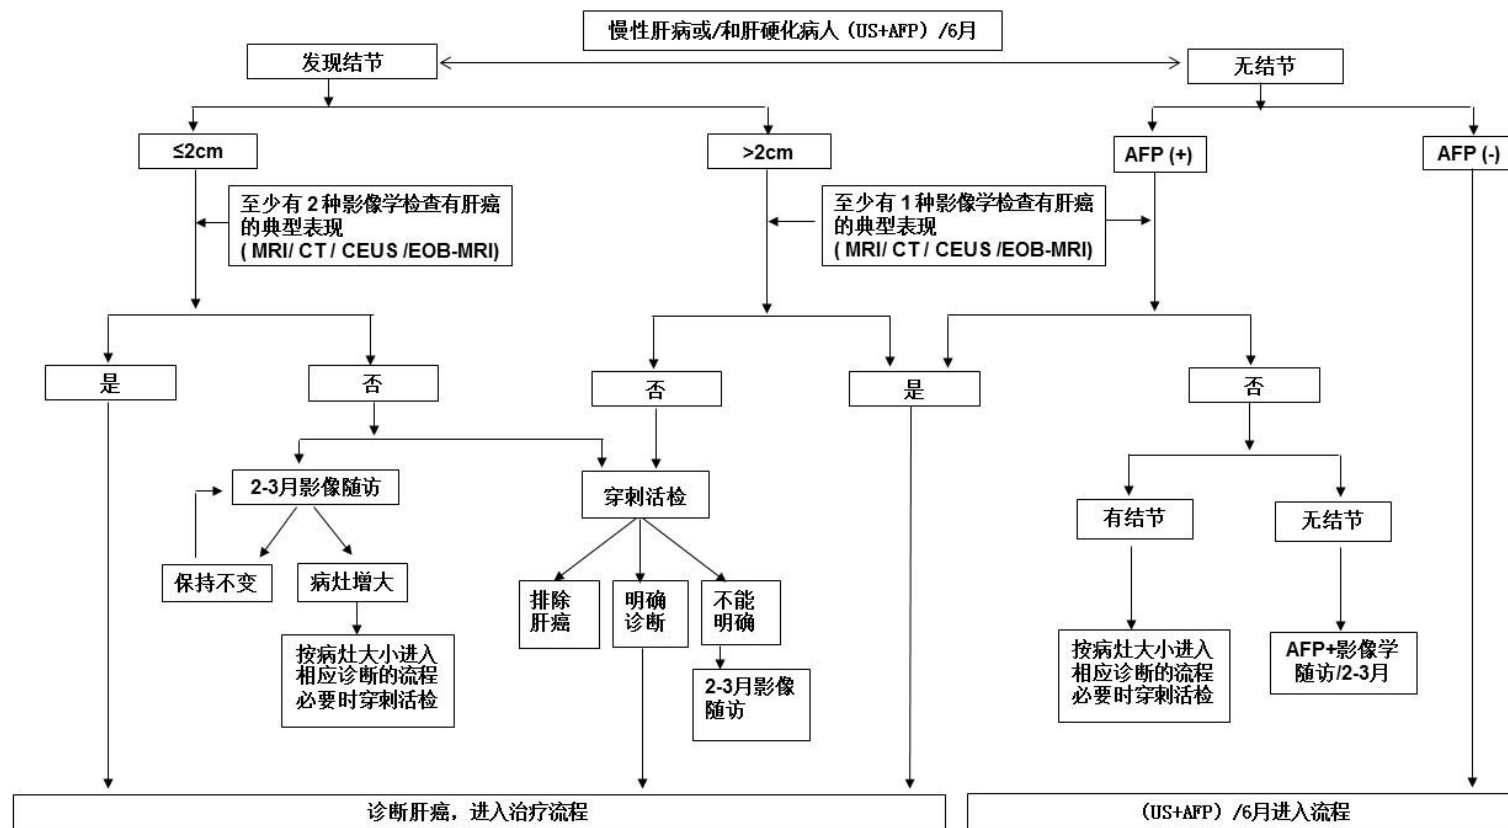 慢性肝病或/和肝硬化病人（US+AFP）/6月
发现结节
无结节
≤2cm
>2cm
AFP (+)
AFP (-)
至少有 2 种影像学检查有肝癌
的典型表现
( MRI/ CT / CEUS /EOB-MRI)
至少有 1 种影像学检查有肝癌
的典型表现
( MRI/ CT / CEUS /EOB-MRI)
是
否
否
是
否
2-3月影像随访
穿刺活检
有结节
无结节
保持不变
病灶增大
排除
肝癌
明确
诊断
不能
明确
按病灶大小进入
相应诊断的流程
必要时穿刺活检
2-3月影像
随访
按病灶大小进入
相应诊断的流程
必要时穿刺活检
AFP+影像学
随访/2-3月
诊断肝癌，进入治疗流程
（US+AFP）/6月进入流程